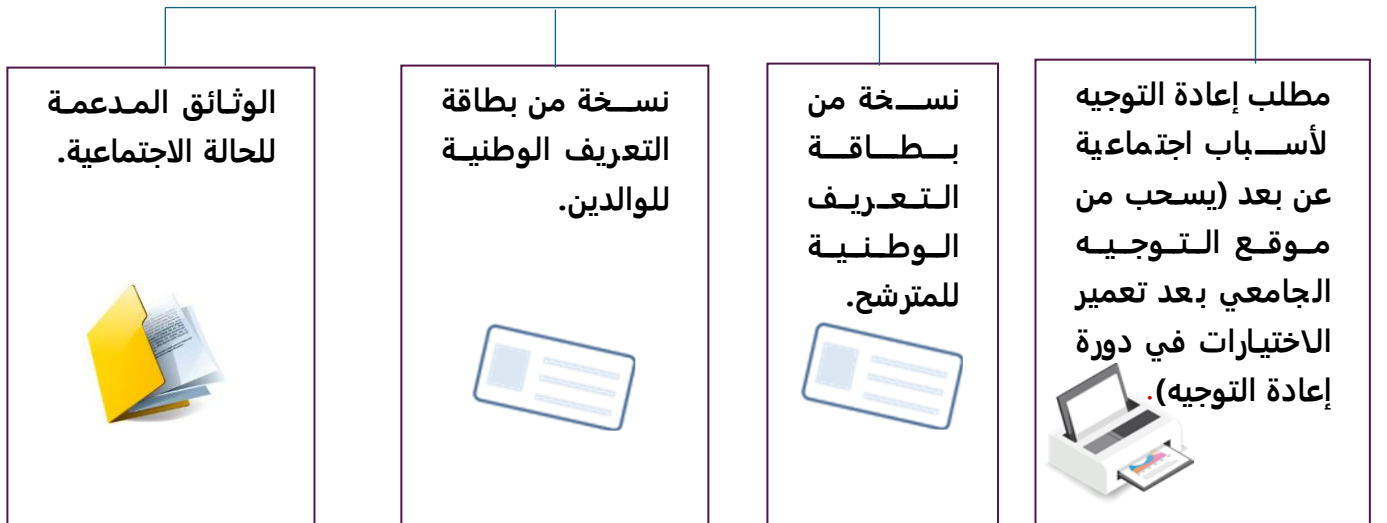 مطلب إعادة التوجيه
لأسباب اجتماعية
عن بعد (يسحب من
موقع التوجيه
الجامعي بعد تعمير
الاختيارات في دورة
إعادة التوجيه).
نسخة من
بطاقة
التعريف
الوطنية
للمترشح.
نسخة من بطاقة
التعريف الوطنية
للوالدين.
الوثائق المدعمة
للحالة الاجتماعية.